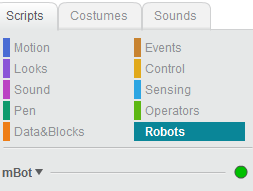 Scripts Costumes Sounds
Motion Events
Looks Control
Sound Sensing
Pen Operators
Data&Blocks Robots
mBot